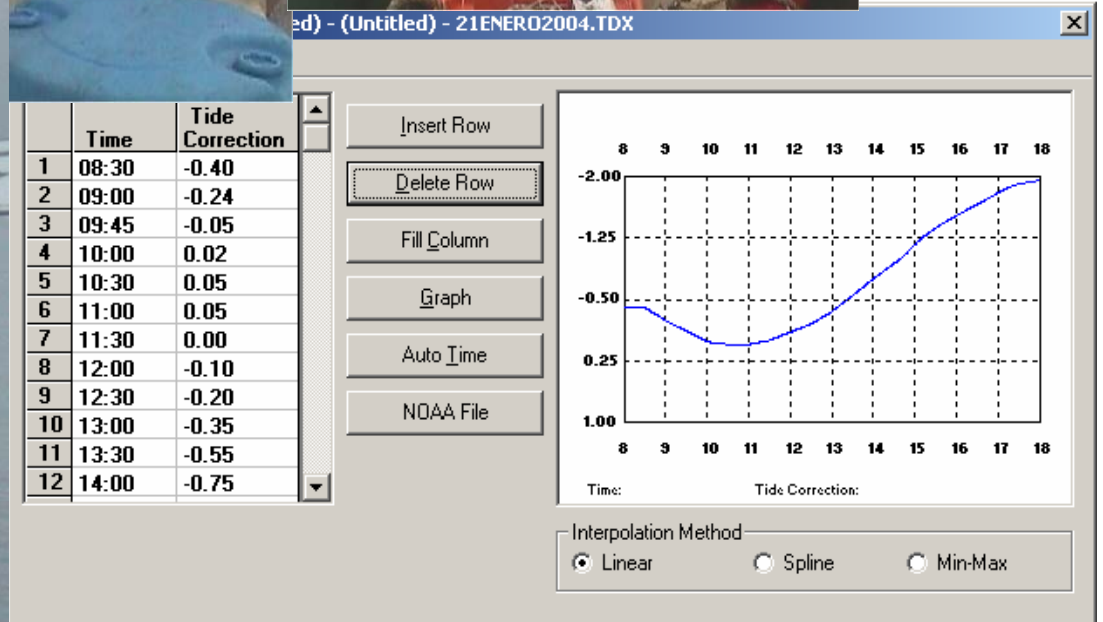 ed) - (Untitled) - 21ENERO2004.TDX
Time Tide Correction
1 08:30 -0.40
2 09:00 -0.24
3 09:45 -0.05
4 10:00 0.02
5 10:30 0.05
6 11:00 0.05
7 11:30 0.00
8 12:00 -0.10
9 12:30 -0.20
10 13:00 -0.35
11 13:30 -0.55
12 14:00 -0.75
Insert Row
Delete Row
Fill Column
Graph
Auto Time
NOAA File
8 9 10 11 12 13 14 15 16 17 18
-2.00
-1.25
-0.50
0.25
1.00
8 9 10 11 12 13 14 15 16 17 18
Time: Tide Correction:
Interpolation Method
Linear Spline Min-Max